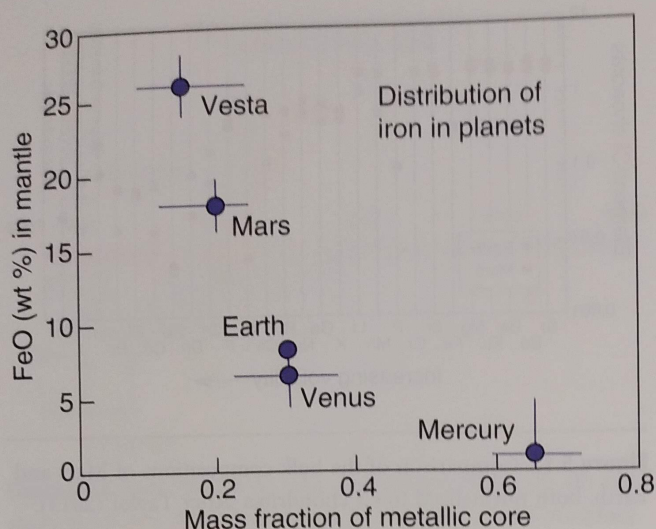 30
25
20
15
10
5
0
FeO (wt %) in mantle
Distribution of
iron in planets
Vesta
Mars
Earth
Venus
Mercury
0
0.2
0.4
0.6
0.8
Mass fraction of metallic core